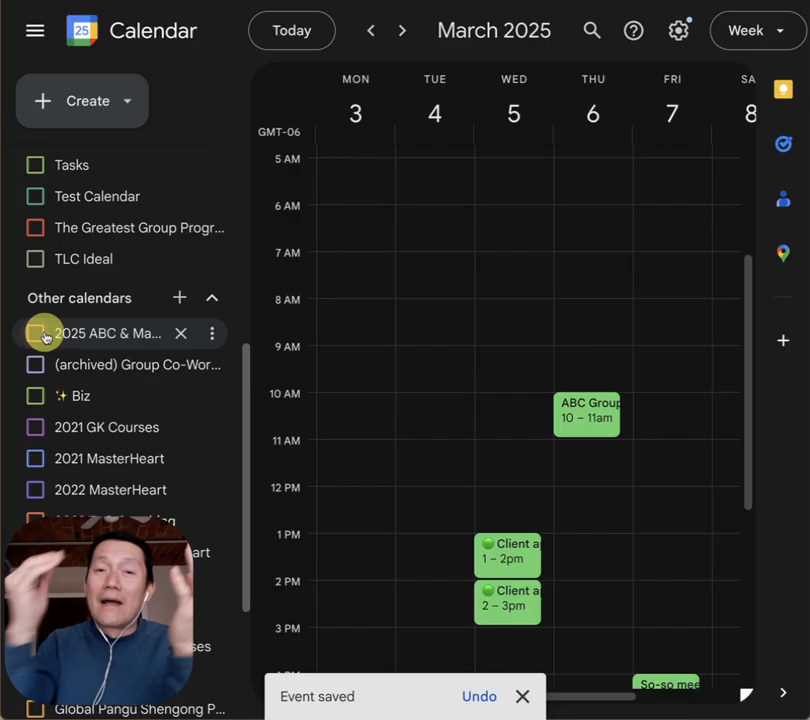 25
Calendar
Today
March 2025
Week
Create
Tasks
Test Calendar
The Greatest Group Progr...
TLC Ideal
Other calendars
2025 ABC & Ma...
(archived) Group Co-Wor...
✨ Biz
2021 GK Courses
2021 MasterHeart
2022 MasterHeart
Global Pangu Shengong P...
GMT-06
MON
TUE
WED
THU
FRI
SA
3
4
5
6
7
8
5 AM
6 AM
7 AM
8 AM
9 AM
10 AM
11 AM
12 PM
1 PM
2 PM
3 PM
ABC Group
10 – 11am
Client a
1 – 2pm
Client a
2 – 3pm
So-so mee
Event saved
Undo